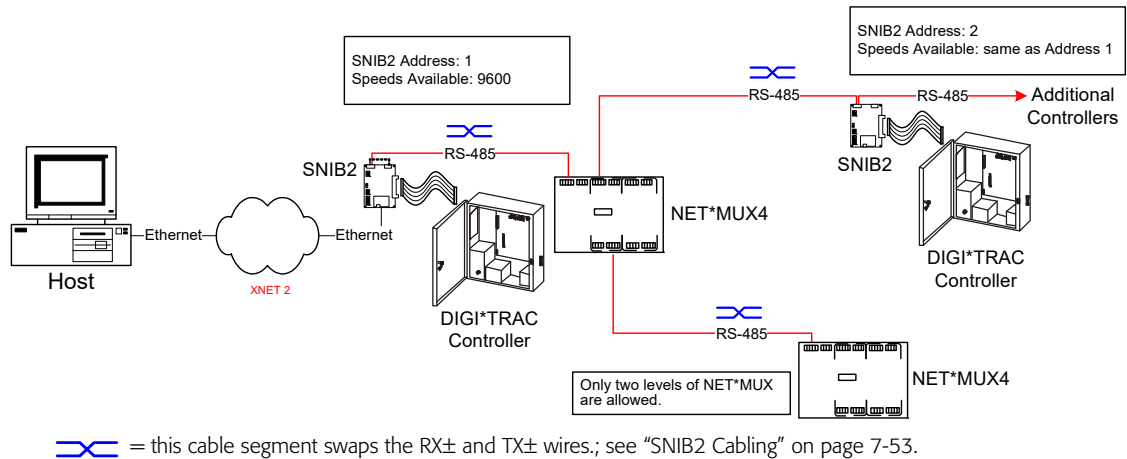 SNIB2 Address: 1
Speeds Available: 9600
SNIB2 Address: 2
Speeds Available: same as Address 1
RS-485
RS-485
Additional
Controllers
RS-485
SNIB2
SNIB2
NET*MUX4
Ethernet
Ethernet
Host
XNET 2
DIGI*TRAC
Controller
DIGI*TRAC
Controller
RS-485
NET*MUX4
Only two levels of NET*MUX
are allowed.
= this cable segment swaps the RX± and TX± wires.; see “SNIB2 Cabling” on page 7-53.